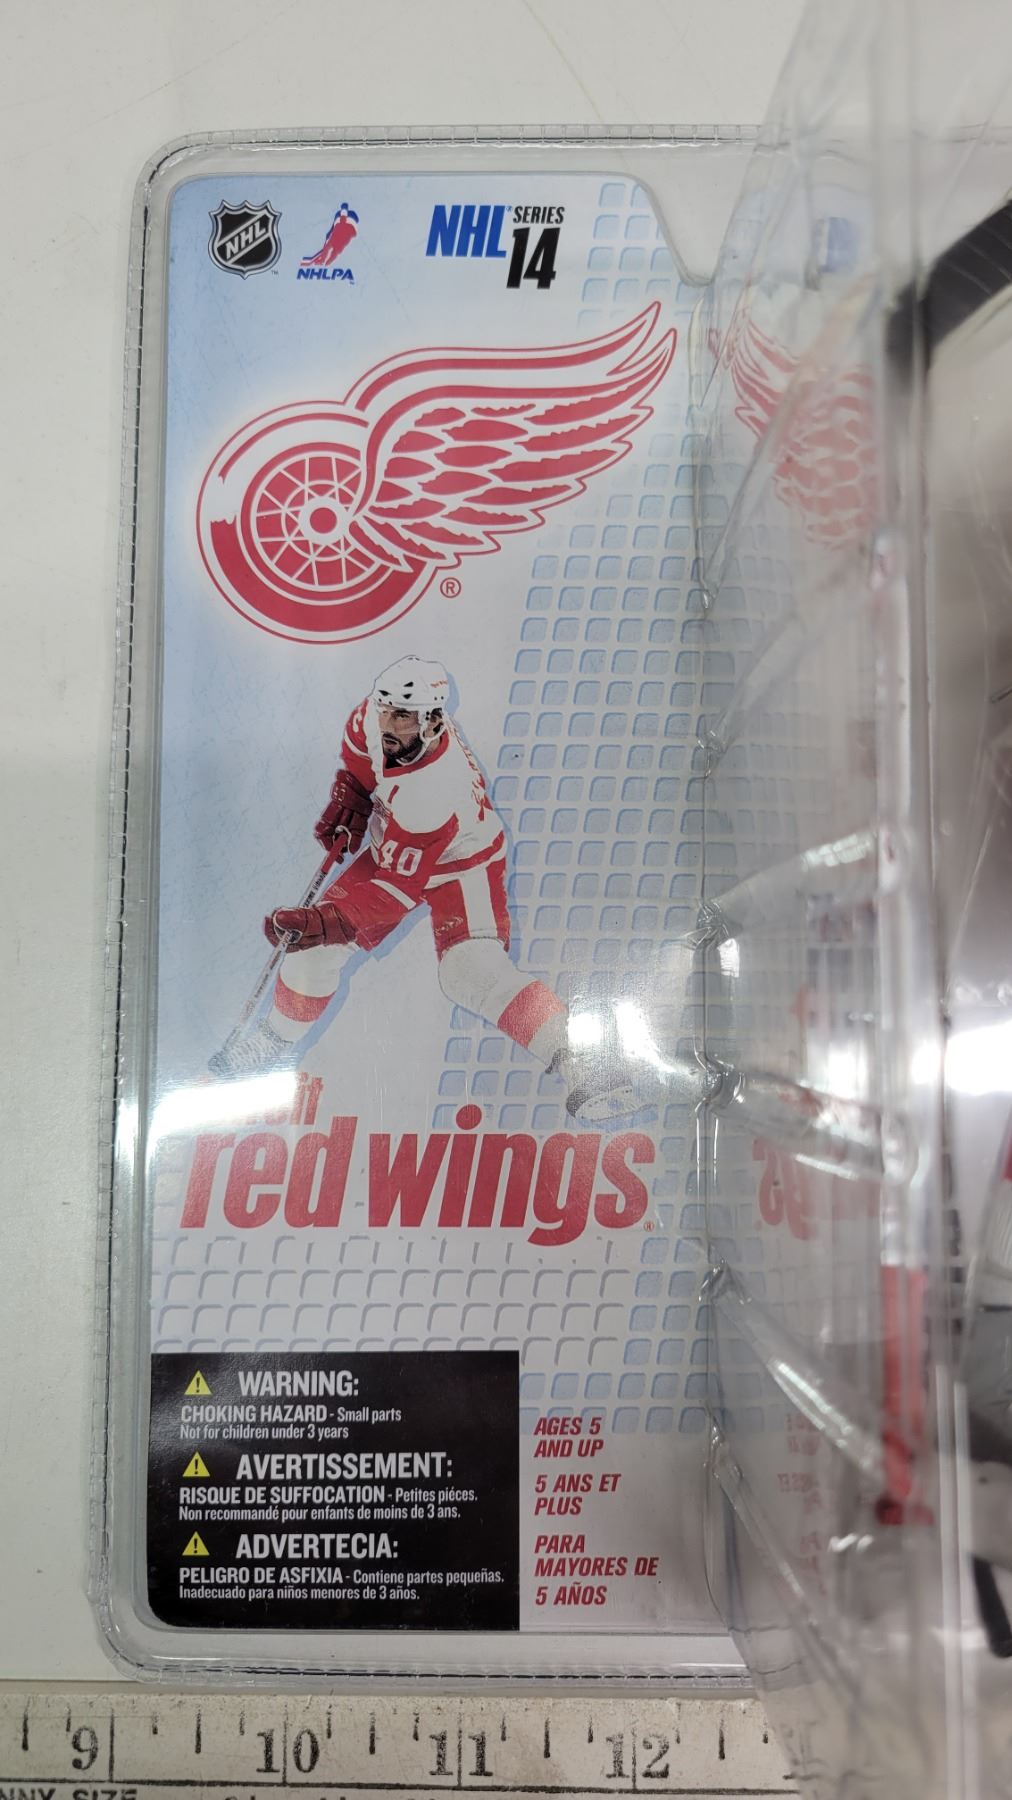 NHL
NHLPA
NHL SERIES
14
®
40
red wings®
WARNING:
CHOKING HAZARD - Small parts
Not for children under 3 years
AVERTISSEMENT:
RISQUE DE SUFFOCATION - Petites piéces.
Non recommandé pour enfants de moins de 3 ans.
ADVERTECIA:
PELIGRO DE ASFIXIA - Contiene partes pequeñas.
Inadecuado para niños menores de 3 años.
AGES 5
AND UP
5 ANS ET
PLUS
PARA
MAYORES DE
5 AÑOS
9 10 11 12